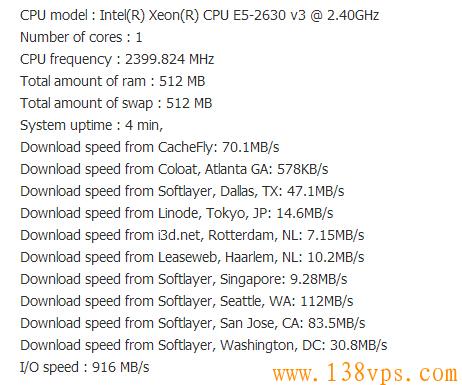 CPU model : Intel(R) Xeon(R) CPU E5-2630 v3 @ 2.40GHz
Number of cores : 1
CPU frequency : 2399.824 MHz
Total amount of ram : 512 MB
Total amount of swap : 512 MB
System uptime : 4 min,
Download speed from CacheFly: 70.1MB/s
Download speed from Coloat, Atlanta GA: 578KB/s
Download speed from Softlayer, Dallas, TX: 47.1MB/s
Download speed from Linode, Tokyo, JP: 14.6MB/s
Download speed from i3d.net, Rotterdam, NL: 7.15MB/s
Download speed from Leaseweb, Haarlem, NL: 10.2MB/s
Download speed from Softlayer, Singapore: 9.28MB/s
Download speed from Softlayer, Seattle, WA: 112MB/s
Download speed from Softlayer, San Jose, CA: 83.5MB/s
Download speed from Softlayer, Washington, DC: 30.8MB/s
I/O speed : 916 MB/s
www.138vps.com